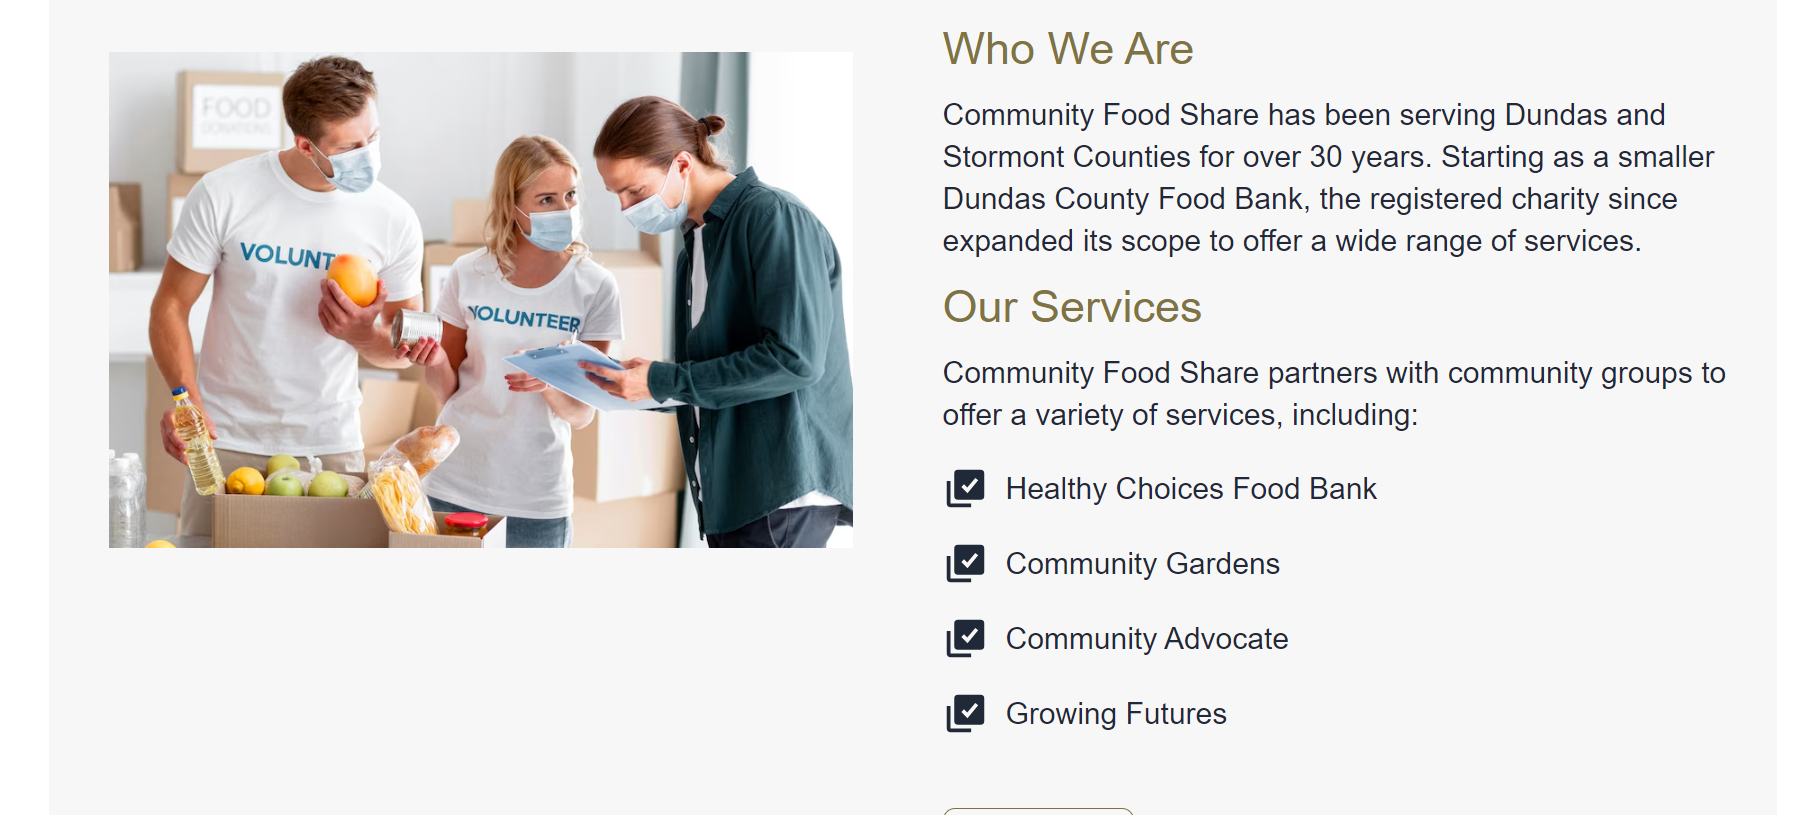 FOOD
DONATIONS
VOLUNT
VOLUNTEER
Who We Are
Community Food Share has been serving Dundas and
Stormont Counties for over 30 years. Starting as a smaller
Dundas County Food Bank, the registered charity since
expanded its scope to offer a wide range of services.
Our Services
Community Food Share partners with community groups to
offer a variety of services, including:
Healthy Choices Food Bank
Community Gardens
Community Advocate
Growing Futures